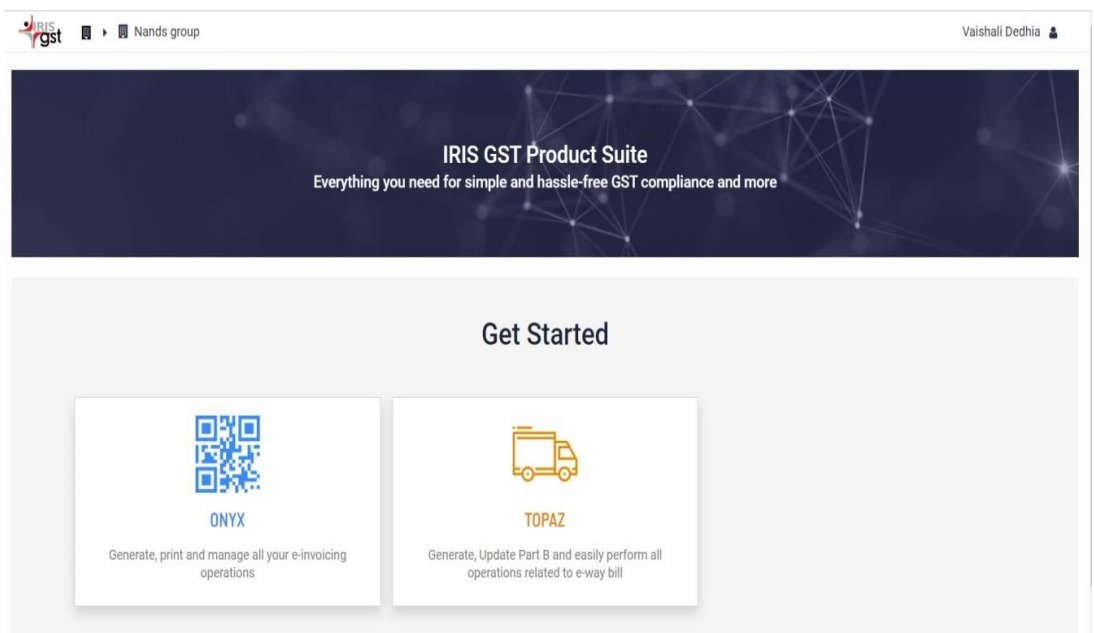 IRIS
gst
Nands group
Vaishali Dedhia
IRIS GST Product Suite
Everything you need for simple and hassle-free GST compliance and more
Get Started
ONYX
Generate, print and manage all your e-invoicing
operations
TOPAZ
Generate, Update Part B and easily perform all
operations related to e-way bill